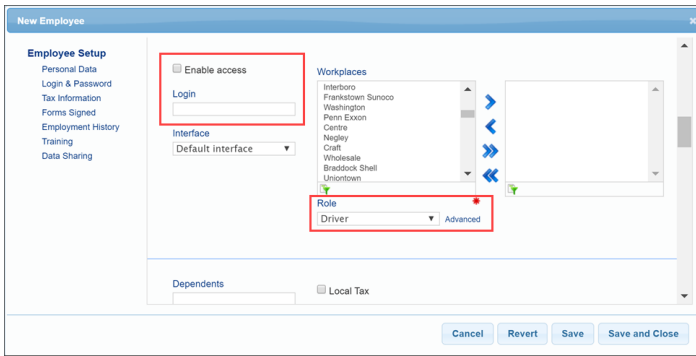 New Employee
Employee Setup
Personal Data
Login & Password
Tax Information
Forms Signed
Employment History
Training
Data Sharing
Enable access
Login
Interface
Default interface
Workplaces
Interboro
Frankstown Sunoco
Washington
Penn Exxon
Centre
Negley
Craft
Wholesale
Braddock Shell
Uniontown
Role
Driver
Advanced
Dependents
Local Tax
Cancel Revert Save Save and Close